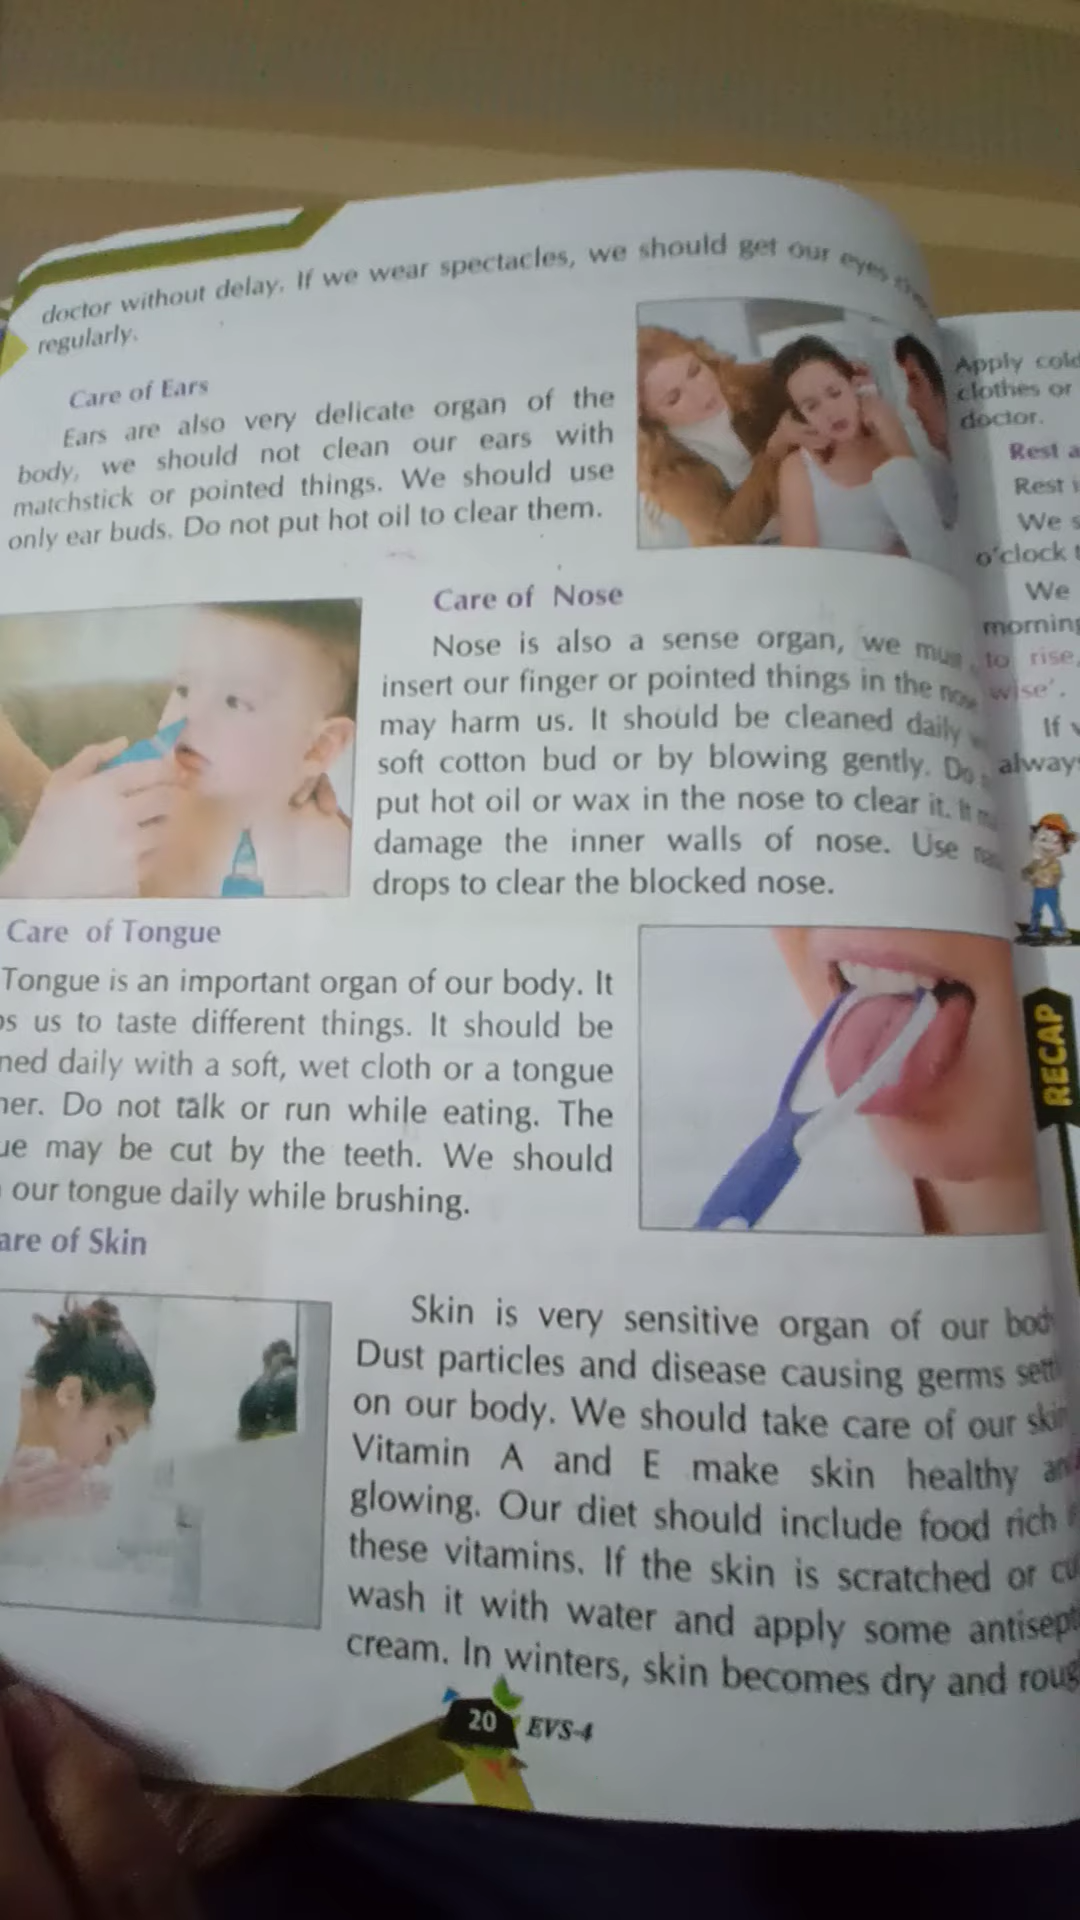 doctor without delay. If we wear spectacles, we should get our eyes
regularly.
Care of Ears
Ears are also very delicate organ of the
body, we should not clean our ears with
matchstick or pointed things. We should use
only ear buds. Do not put hot oil to clear them.
Care of Nose
Nose is also a sense organ, we must
insert our finger or pointed things in the nose
may harm us. It should be cleaned daily
soft cotton bud or by blowing gently. Do
put hot oil or wax in the nose to clear it. It
damage the inner walls of nose. Use
drops to clear the blocked nose.
Care of Tongue
Tongue is an important organ of our body. It
ps us to taste different things. It should be
ned daily with a soft, wet cloth or a tongue
ner. Do not talk or run while eating. The
ue may be cut by the teeth. We should
our tongue daily while brushing.
are of Skin
Skin is very sensitive organ of our body
Dust particles and disease causing germs settl
on our body. We should take care of our skin
Vitamin A and E make skin healthy and
glowing. Our diet should include food rich
these vitamins. If the skin is scratched or cu
wash it with water and apply some antisept
cream. In winters, skin becomes dry and roug
20 EVS-4
Apply cold
clothes or
doctor.
Rest a
Rest i
We s
o'clock t
We
morning
to rise,
wise'.
If
always
RECAP